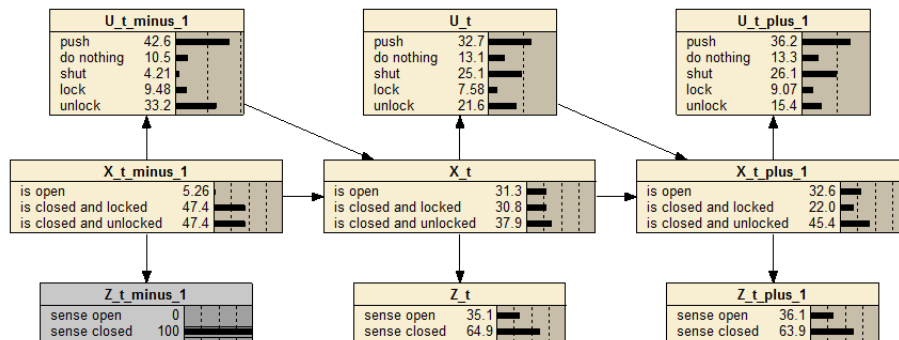 U_t_minus_1
push 42.6
do nothing 10.5
shut 4.21
lock 9.48
unlock 33.2
U_t
push 32.7
do nothing 13.1
shut 25.1
lock 7.58
unlock 21.6
U_t_plus_1
push 36.2
do nothing 13.3
shut 26.1
lock 9.07
unlock 15.4
X_t_minus_1
is open 5.26
is closed and locked 47.4
is closed and unlocked 47.4
X_t
is open 31.3
is closed and locked 30.8
is closed and unlocked 37.9
X_t_plus_1
is open 32.6
is closed and locked 22.0
is closed and unlocked 45.4
Z_t_minus_1
sense open 0
sense closed 100
Z_t
sense open 35.1
sense closed 64.9
Z_t_plus_1
sense open 36.1
sense closed 63.9